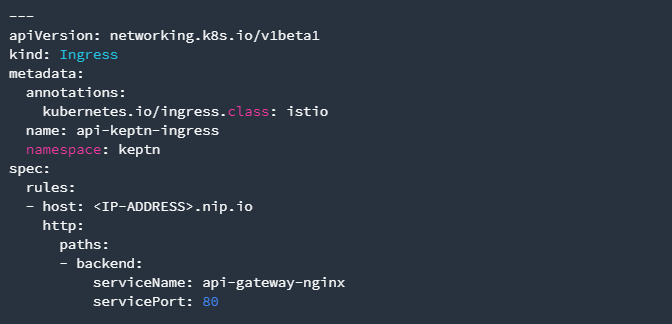 ---
apiVersion: networking.k8s.io/v1beta1
kind: Ingress
metadata:
  annotations:
    kubernetes.io/ingress.class: istio
  name: api-keptn-ingress
  namespace: keptn
spec:
  rules:
  - host: <IP-ADDRESS>.nip.io
    http:
      paths:
      - backend:
          serviceName: api-gateway-nginx
          servicePort: 80